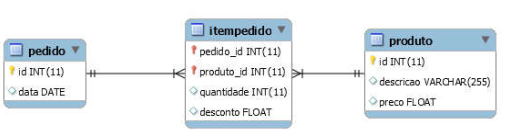 pedido
id INT(11)
data DATE
itempedido
pedido_id INT(11)
produto_id INT(11)
quantidade INT(11)
desconto FLOAT
produto
id INT(11)
descricao VARCHAR(255)
preco FLOAT